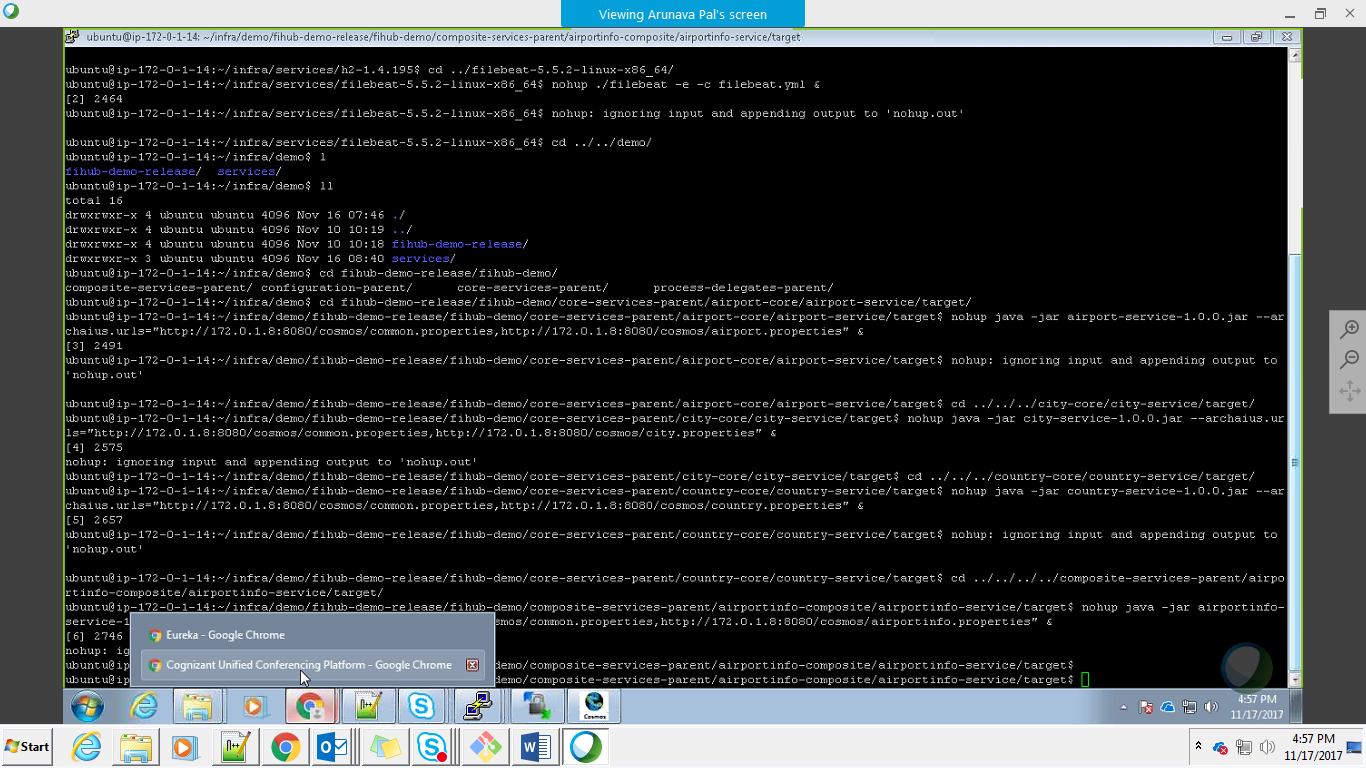 Viewing Arunava Pal's screen
ubuntu@ip-172-0-1-14: ~/infra/demo/fihub-demo-release/fihub-demo/composite-services-parent/airportinfo-composite/airportinfo-service/target
ubuntu@ip-172-0-1-14:~/infra/services/h2-1.4.195$ cd ../filebeat-5.5.2-linux-x86_64/
ubuntu@ip-172-0-1-14:~/infra/services/filebeat-5.5.2-linux-x86_64$ nohup ./filebeat -e -c filebeat.yml &
[2] 2464
ubuntu@ip-172-0-1-14:~/infra/services/filebeat-5.5.2-linux-x86_64$ nohup: ignoring input and appending output to 'nohup.out'
ubuntu@ip-172-0-1-14:~/infra/services/filebeat-5.5.2-linux-x86_64$ cd ../../demo/
ubuntu@ip-172-0-1-14:~/infra/demo$ l
fihub-demo-release/  services/
ubuntu@ip-172-0-1-14:~/infra/demo$ ll
total 16
drwxrwxr-x 4 ubuntu ubuntu 4096 Nov 16 07:46 ./
drwxrwxr-x 4 ubuntu ubuntu 4096 Nov 10 10:19 ../
drwxrwxr-x 4 ubuntu ubuntu 4096 Nov 10 10:18 fihub-demo-release/
drwxrwxr-x 3 ubuntu ubuntu 4096 Nov 16 08:40 services/
ubuntu@ip-172-0-1-14:~/infra/demo$ cd fihub-demo-release/fihub-demo/
composite-services-parent/ configuration-parent/      core-services-parent/      process-delegates-parent/
ubuntu@ip-172-0-1-14:~/infra/demo$ cd fihub-demo-release/fihub-demo/core-services-parent/airport-core/airport-service/target/
ubuntu@ip-172-0-1-14:~/infra/demo/fihub-demo-release/fihub-demo/core-services-parent/airport-core/airport-service/target$ nohup java -jar airport-service-1.0.0.jar --ar
chaius.urls="http://172.0.1.8:8080/cosmos/common.properties,http://172.0.1.8:8080/cosmos/airport.properties" &
[3] 2491
ubuntu@ip-172-0-1-14:~/infra/demo/fihub-demo-release/fihub-demo/core-services-parent/airport-core/airport-service/target$ nohup: ignoring input and appending output to
'nohup.out'
ubuntu@ip-172-0-1-14:~/infra/demo/fihub-demo-release/fihub-demo/core-services-parent/airport-core/airport-service/target$ cd ../../../city-core/city-service/target/
ubuntu@ip-172-0-1-14:~/infra/demo/fihub-demo-release/fihub-demo/core-services-parent/city-core/city-service/target$ nohup java -jar city-service-1.0.0.jar --archaius.ur
ls="http://172.0.1.8:8080/cosmos/common.properties,http://172.0.1.8:8080/cosmos/city.properties" &
[4] 2575
nohup: ignoring input and appending output to 'nohup.out'
ubuntu@ip-172-0-1-14:~/infra/demo/fihub-demo-release/fihub-demo/core-services-parent/city-core/city-service/target$ cd ../../../country-core/country-service/target/
ubuntu@ip-172-0-1-14:~/infra/demo/fihub-demo-release/fihub-demo/core-services-parent/country-core/country-service/target$ nohup java -jar country-service-1.0.0.jar --ar
chaius.urls="http://172.0.1.8:8080/cosmos/common.properties,http://172.0.1.8:8080/cosmos/country.properties" &
[5] 2657
ubuntu@ip-172-0-1-14:~/infra/demo/fihub-demo-release/fihub-demo/core-services-parent/country-core/country-service/target$ nohup: ignoring input and appending output to
'nohup.out'
ubuntu@ip-172-0-1-14:~/infra/demo/fihub-demo-release/fihub-demo/core-services-parent/country-core/country-service/target$ cd ../../../../composite-services-parent/airpo
rtinfo-composite/airportinfo-service/target/
ubuntu@ip-172-0-1-14:~/infra/demo/fihub-demo-release/fihub-demo/composite-services-parent/airportinfo-composite/airportinfo-service/target$ nohup java -jar airportinfo-
service-1 cosmos/common.properties,http://172.0.1.8:8080/cosmos/airportinfo.properties" &
[6] 2746
nohup: ig
ubuntu@ip demo/composite-services-parent/airportinfo-composite/airportinfo-service/target$
ubuntu@ip demo/composite-services-parent/airportinfo-composite/airportinfo-service/target$
Eureka - Google Chrome
Cognizant Unified Conferencing Platform - Google Chrome
Cosmos
4:57 PM
11/17/2017
Start
4:57 PM
11/17/2017